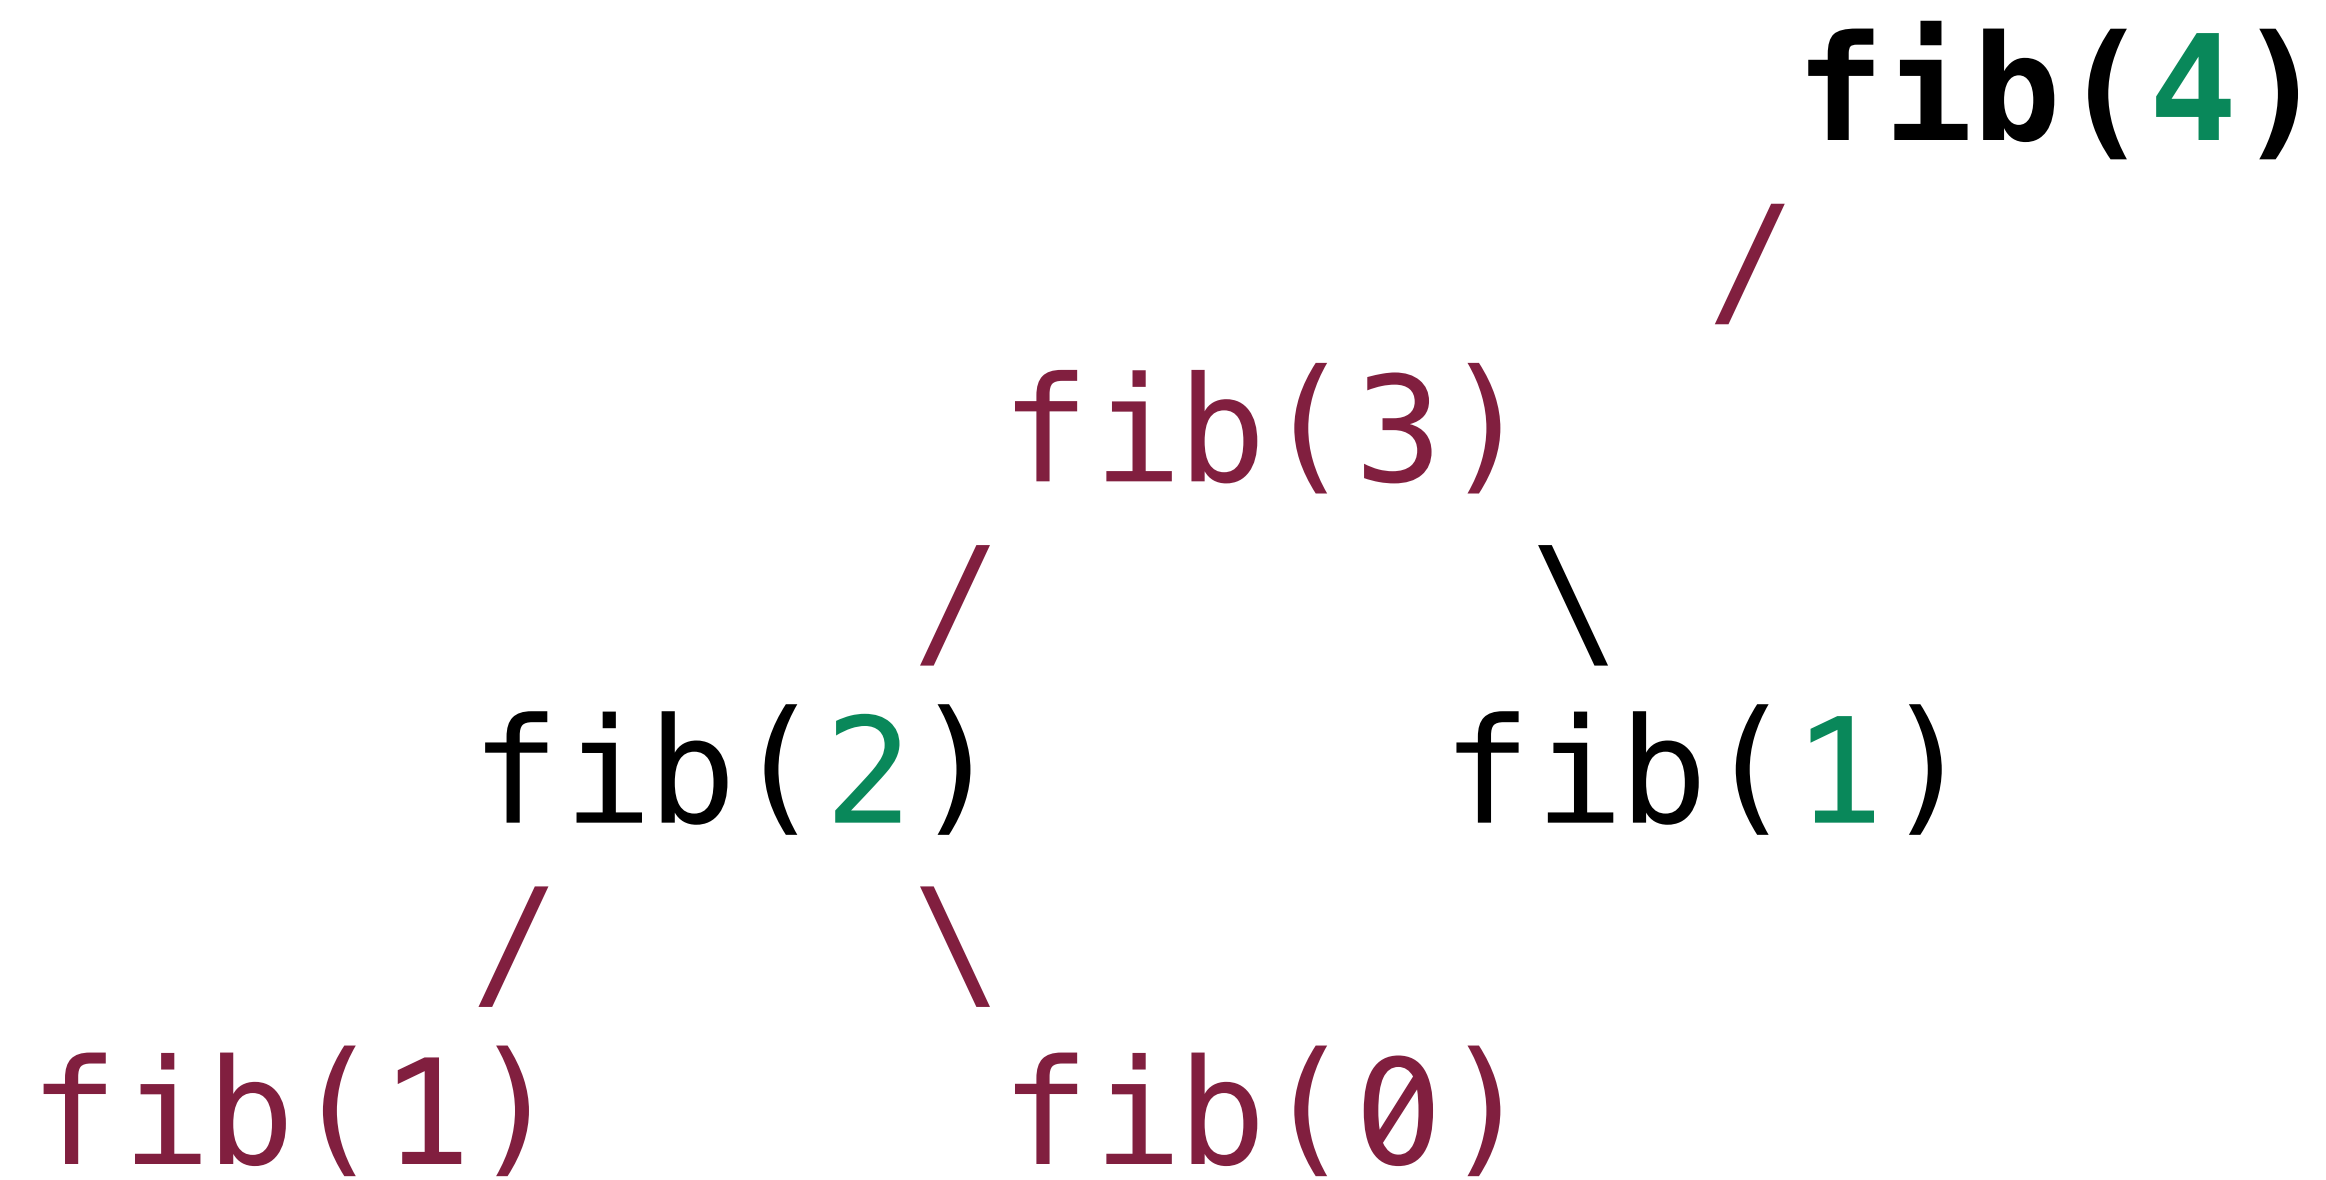 fib(4)
/
fib(3)
/ \
fib(2) fib(1)
/ \
fib(1) fib(0)